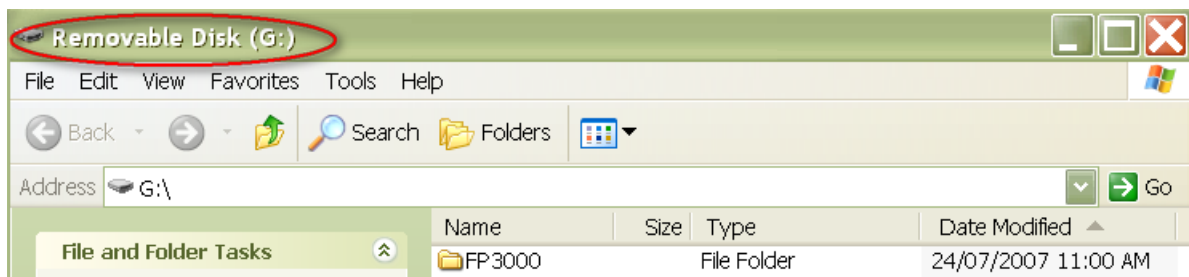 Removable Disk (G:)
File Edit View Favorites Tools Help
Back Search Folders
Address G:\ Go
Name Size Type Date Modified
File and Folder Tasks
FP3000 File Folder 24/07/2007 11:00 AM